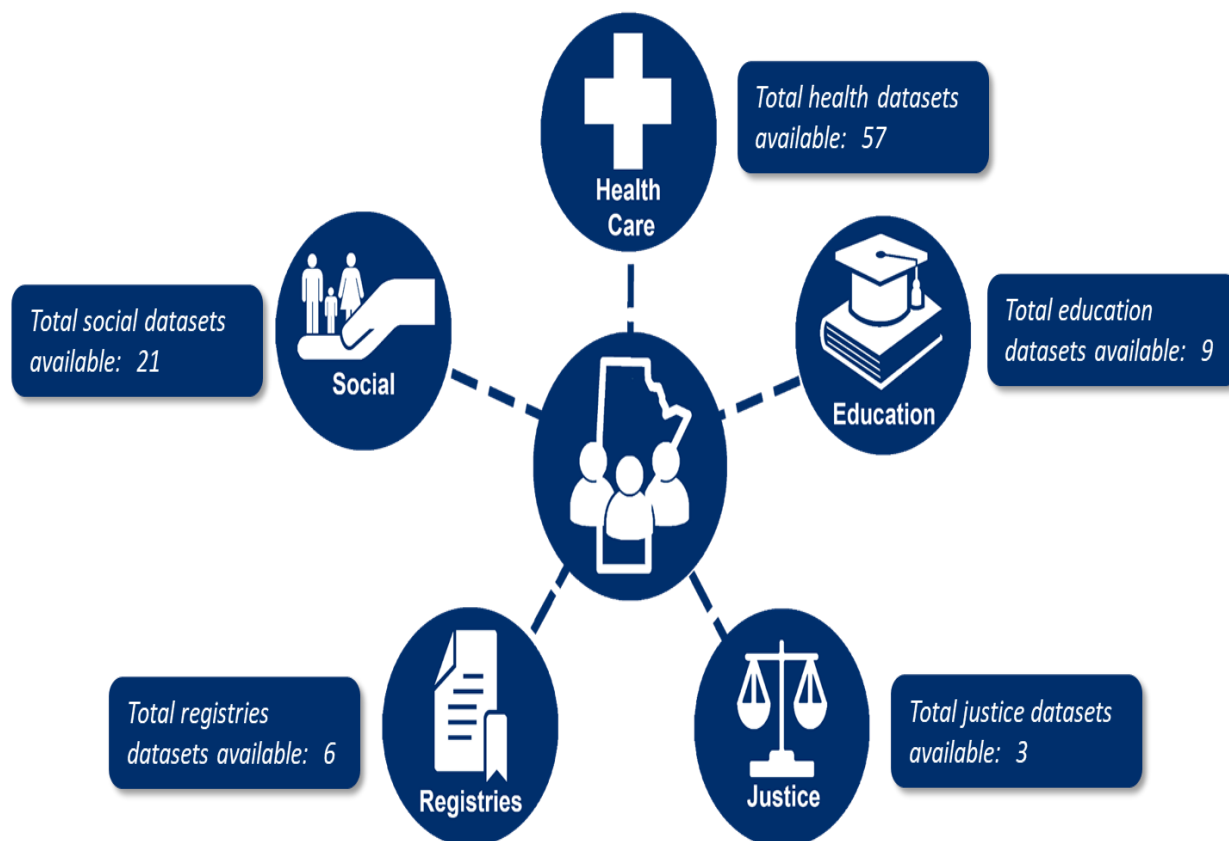 Health
Care
Total health datasets
available: 57
Social
Total social datasets
available: 21
Education
Total education
datasets available: 9
Registries
Total registries
datasets available: 6
Justice
Total justice datasets
available: 3